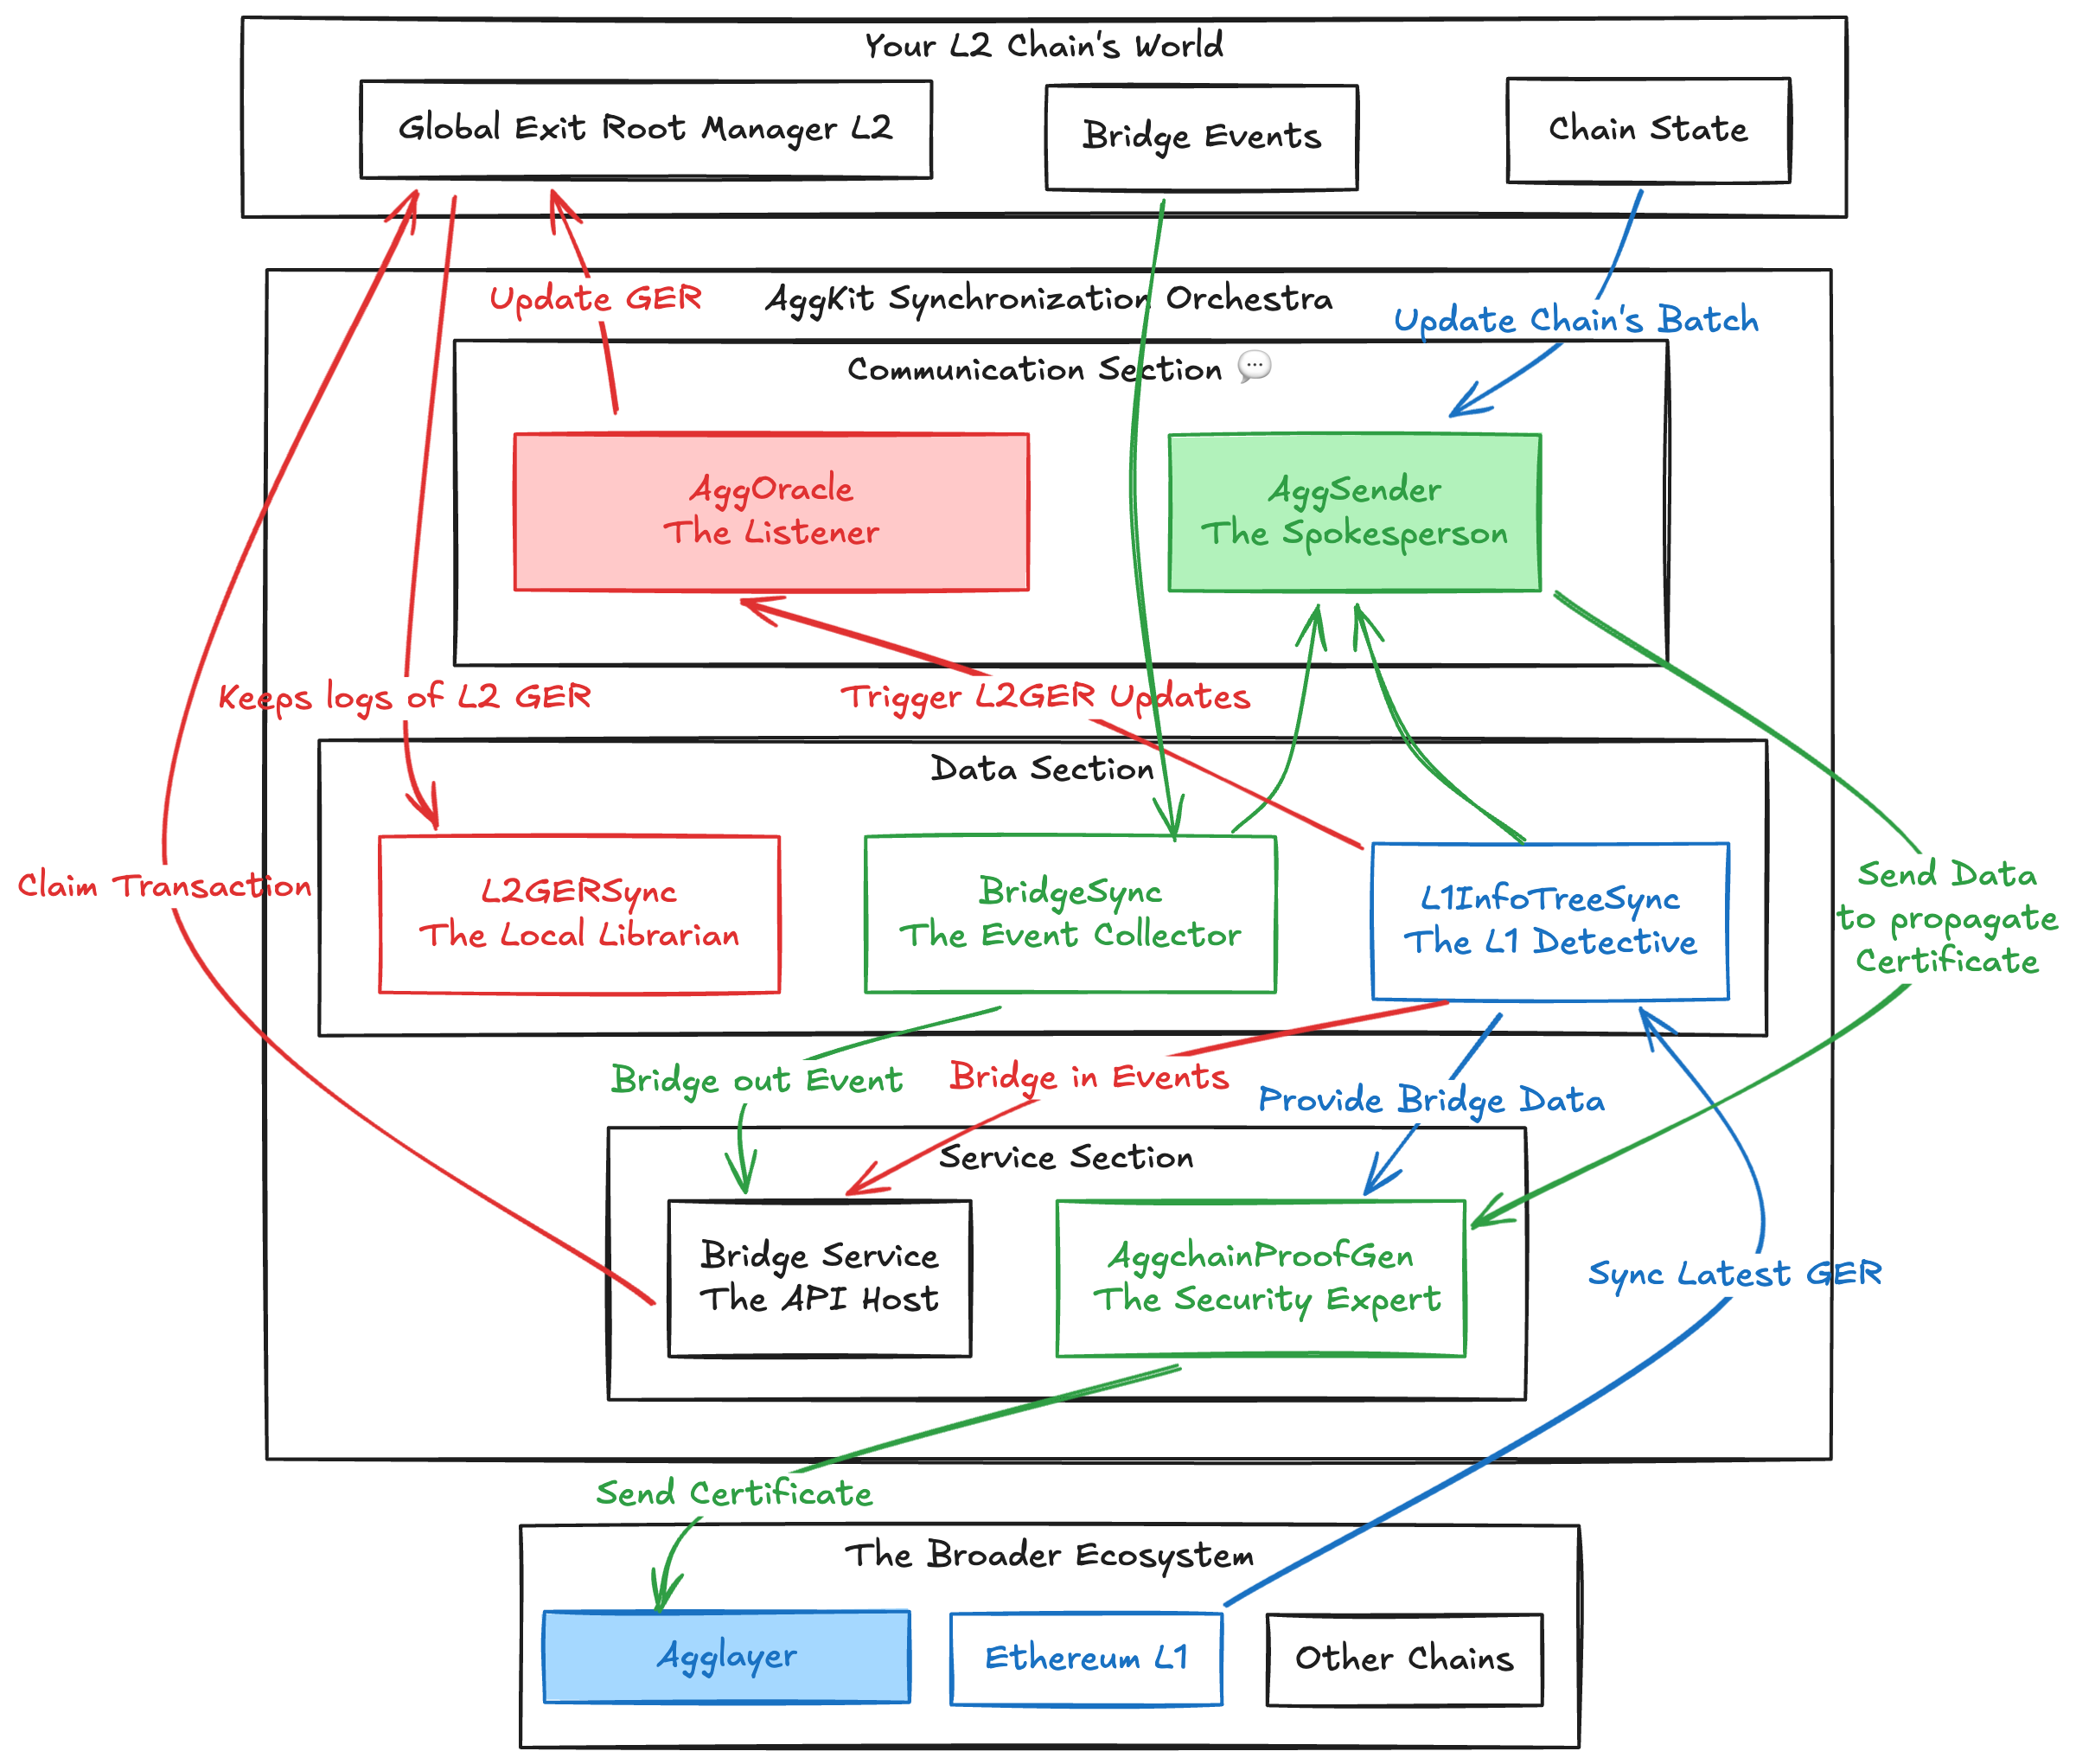 Your L2 Chain's World
Global Exit Root Manager L2
Bridge Events
Chain State
Update GER
AggKit Synchronization Orchestra
Update Chain's Batch
Communication Section 💬
AggOracle
The Listener
AggSender
The Spokesperson
Keeps logs of L2 GER
Trigger L2GER Updates
Data Section
Claim Transaction
L2GERSync
The Local Librarian
BridgeSync
The Event Collector
L1InfoTreeSync
The L1 Detective
Send Data
to propagate
Certificate
Bridge out Event
Bridge in Events
Provide Bridge Data
Service Section
Bridge Service
The API Host
AggchainProofGen
The Security Expert
Sync Latest GER
Send Certificate
The Broader Ecosystem
Agglayer
Ethereum L1
Other Chains